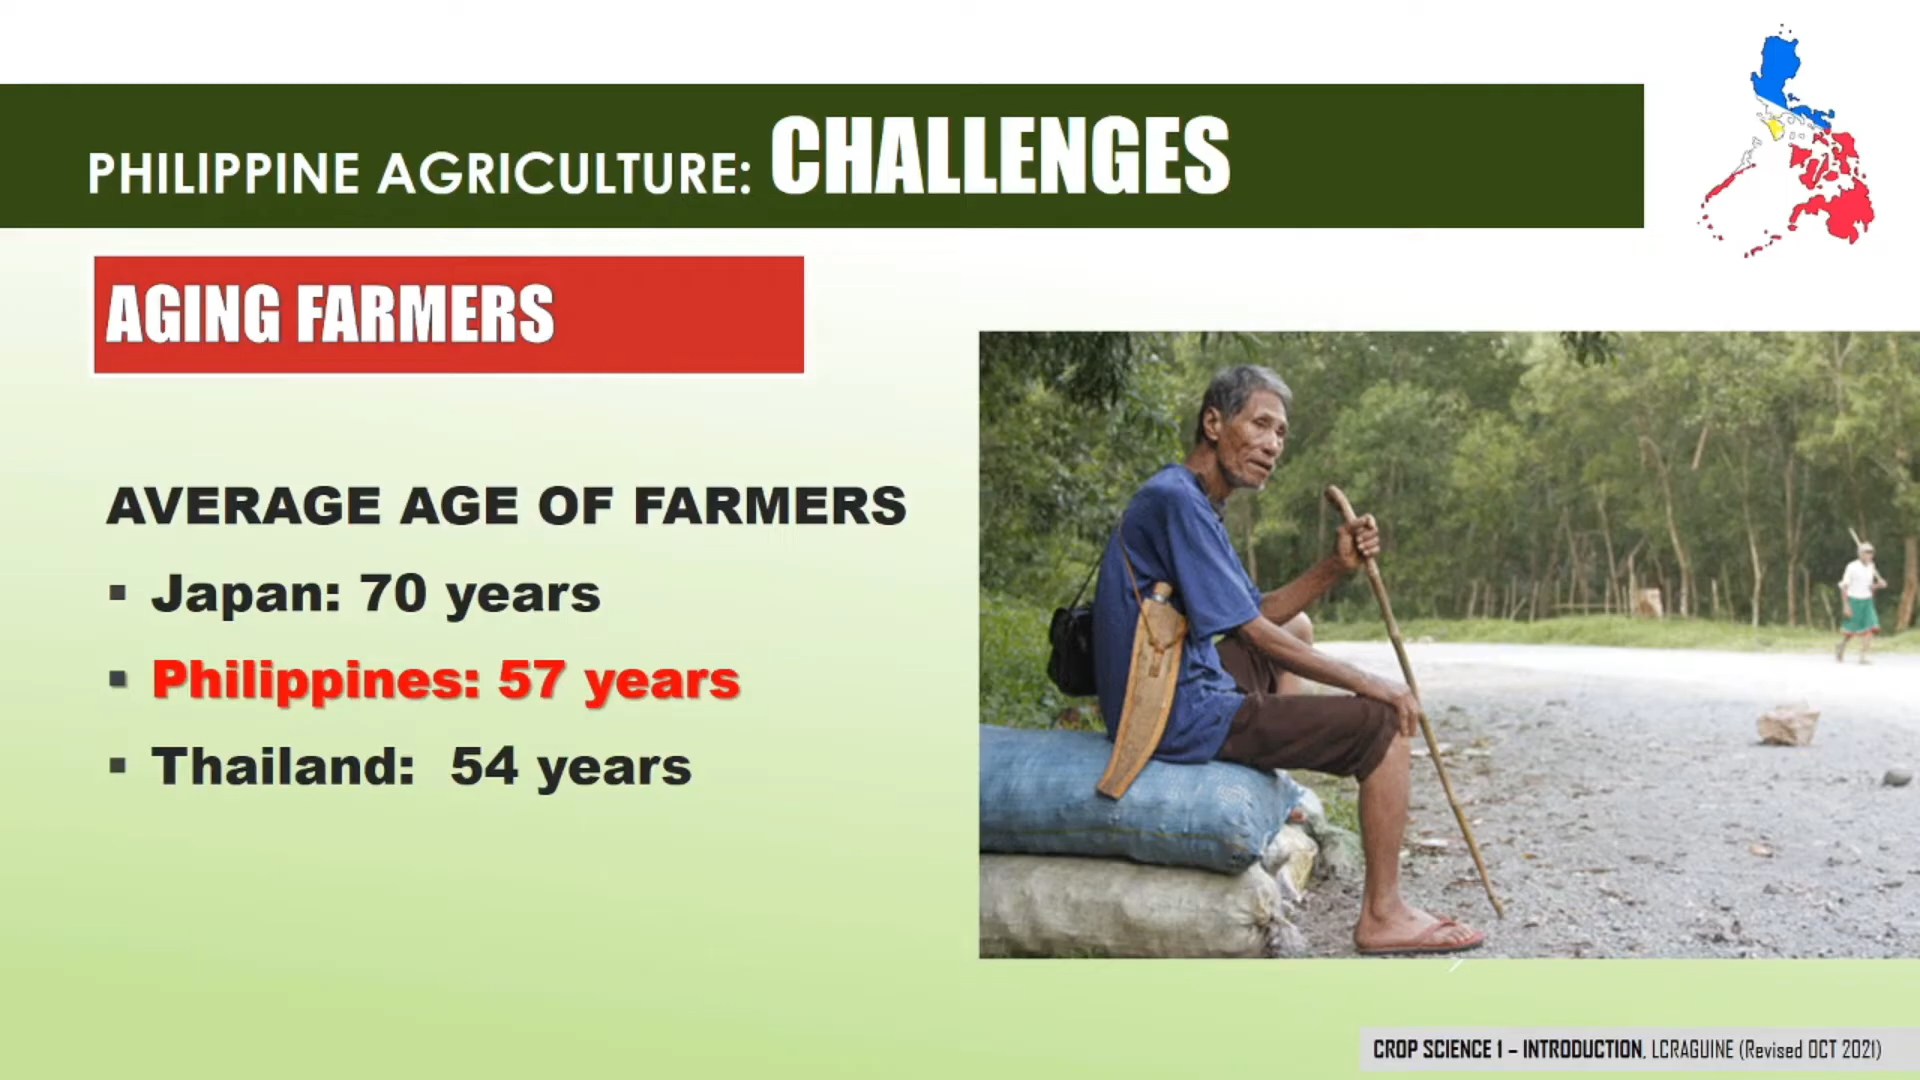 PHILIPPINE AGRICULTURE: CHALLENGES
AGING FARMERS
AVERAGE AGE OF FARMERS
▪ Japan: 70 years
▪ Philippines: 57 years
▪ Thailand: 54 years
CROP SCIENCE 1 – INTRODUCTION, LCRAGUINE (Revised OCT 2021)